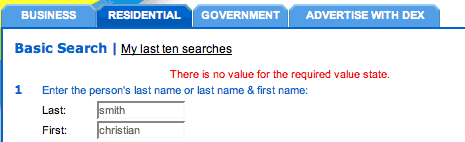 BUSINESS RESIDENTIAL GOVERNMENT ADVERTISE WITH DEX
Basic Search | My last ten searches
There is no value for the required value state.
1 Enter the person's last name or last name & first name:
Last: smith
First: christian